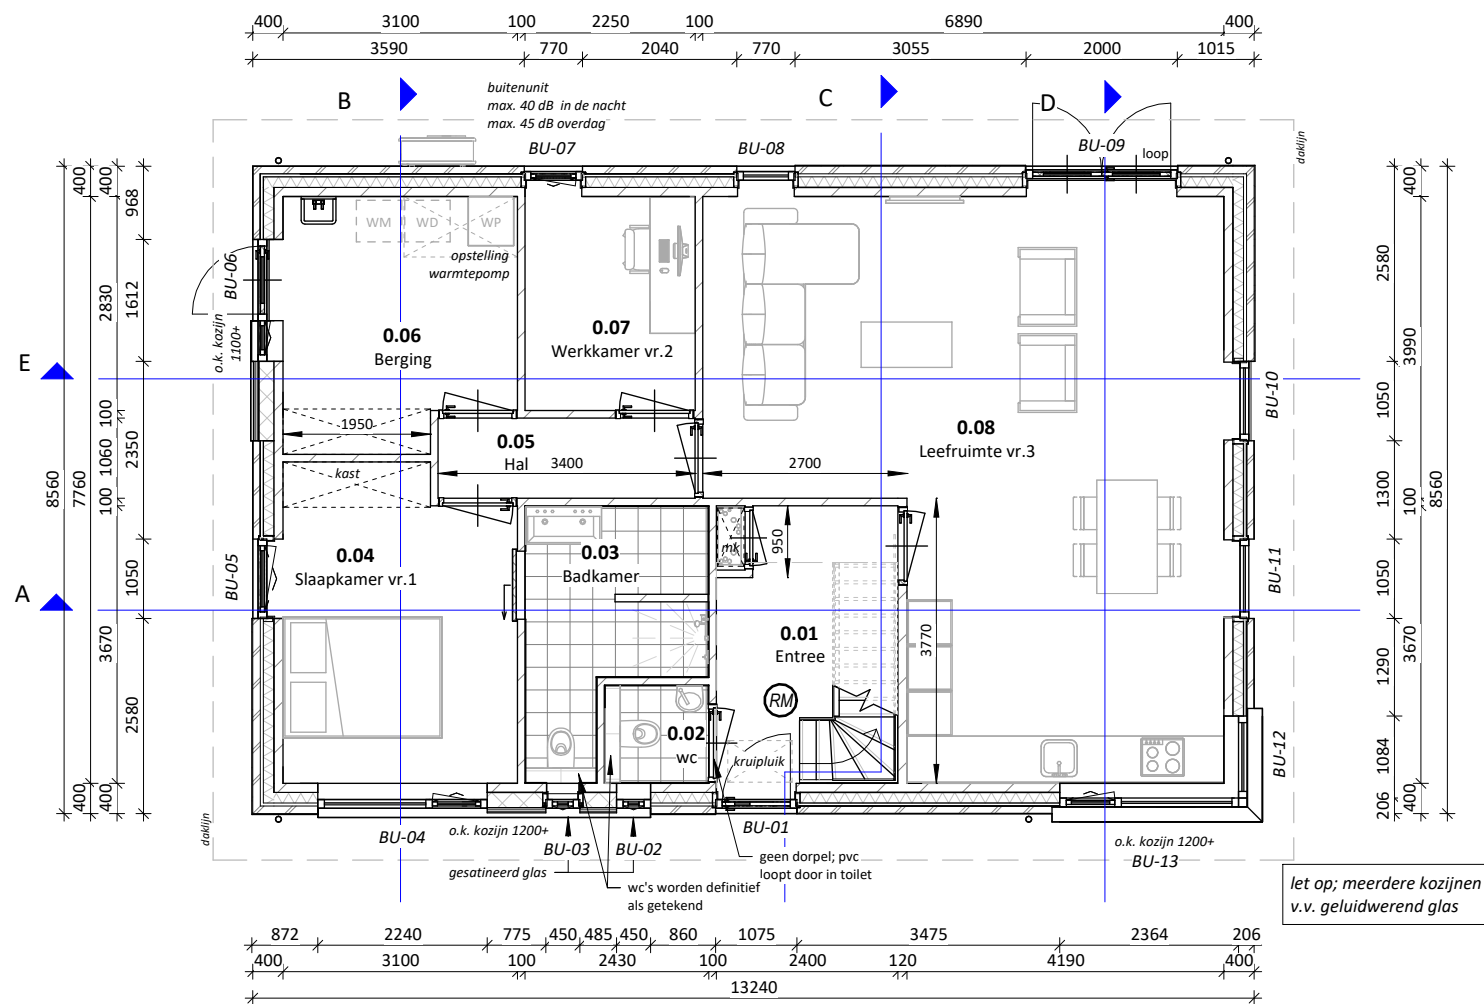 400 3100 100 2250 100 6890 400
3590 770 2040 770 3055 2000 1015
B
buitenunit
max. 40 dB in de nacht
max. 45 dB overdag
C
D
BU-07
BU-08
BU-09
loop
daklijn
WM
WD
WP
opstelling
warmtepomp
BU-06
o.k. kozijn
1100+
0.06
Berging
0.07
Werkkamer vr.2
0.08
Leefruimte vr.3
E
BU-10
1950
0.05
Hal
3400
2700
kast
0.04
Slaapkamer vr.1
0.03
Badkamer
mk
950
BU-05
BU-11
A
0.01
Entree
3770
RM
0.02
wc
kruipluik
BU-12
BU-04
o.k. kozijn 1200+
BU-03
BU-02
BU-01
o.k. kozijn 1200+
BU-13
daklijn
gesatineerd glas
geen dorpel; pvc
loopt door in toilet
wc's worden definitief
als getekend
let op; meerdere kozijnen
v.v. geluidwerend glas
8560
400 7760 400
400 2830 100 1060 100 3670 400
968 1612 2350 1050 2580
2580 1050 1300 1050 1290 1084 206
400 3990 100 3670 400
8560
872 2240 775 450 485 450 860 1075 3475 2364 206
400 3100 100 2430 100 2400 120 4190 400
13240